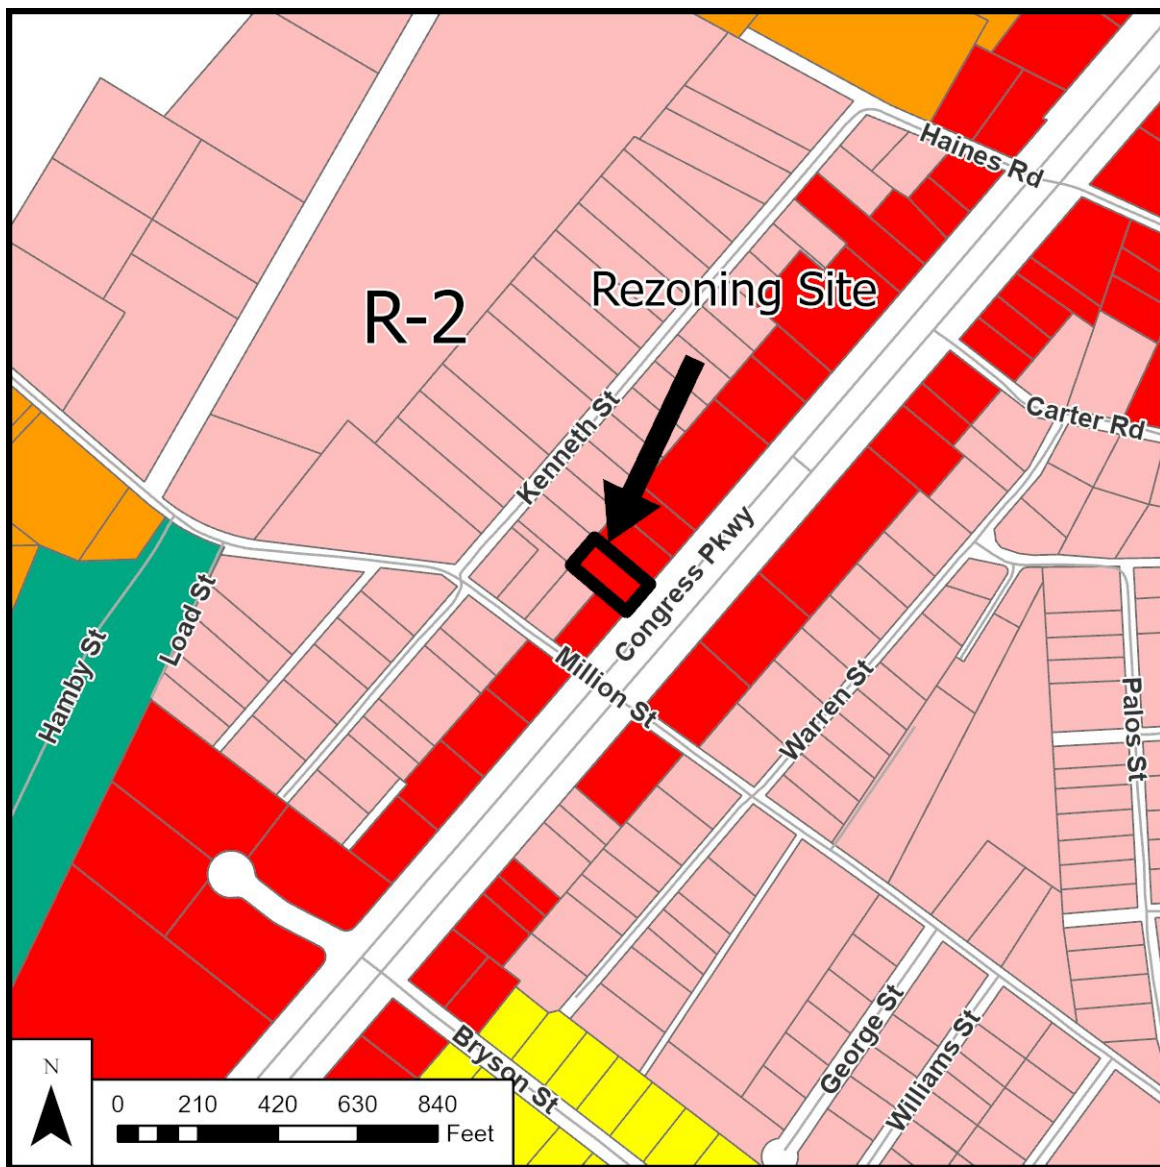 Haines Rd
Rezoning Site
R-2
Carter Rd
Kenneth St
Congress Pkwy
Load St
Hamby St
Million St
Warren St
Palos St
George St
Williams St
Bryson St
N
0 210 420 630 840
Feet